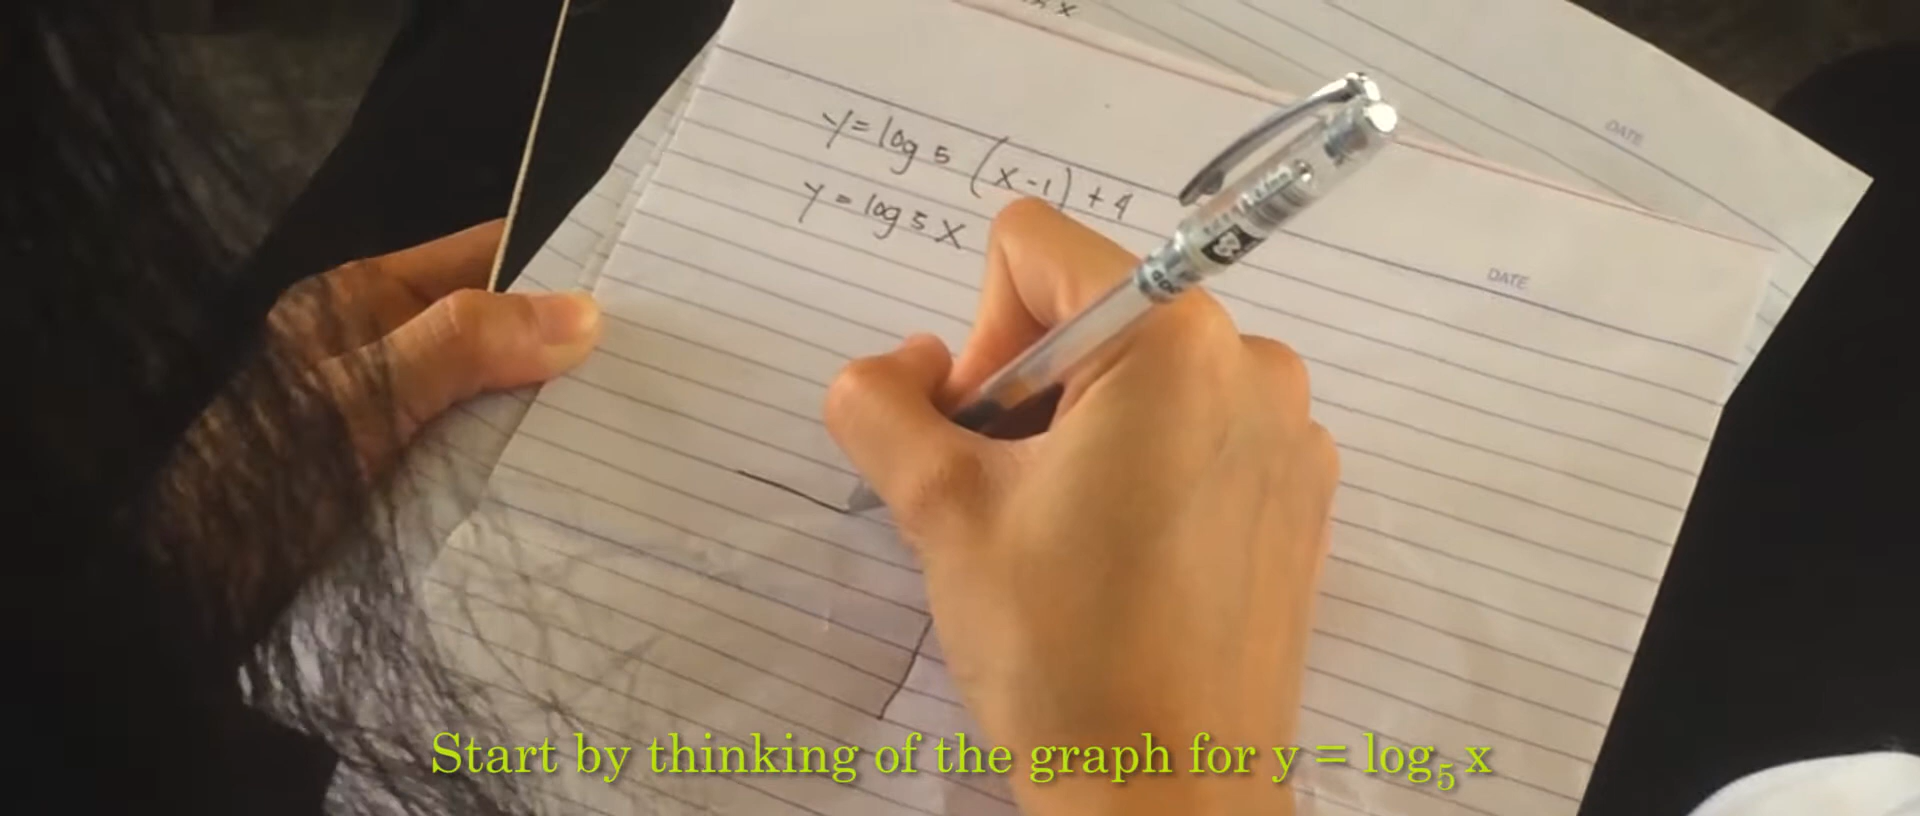 x
DATE
y = log 5 (x - 1) + 4
y = log 5 x
DATE
Start by thinking of the graph for y = log₅ x